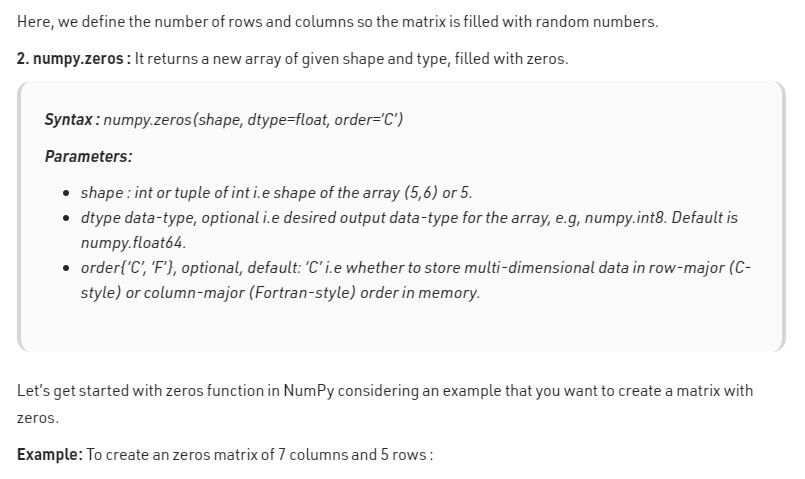 Here, we define the number of rows and columns so the matrix is filled with random numbers.
2. numpy.zeros : It returns a new array of given shape and type, filled with zeros.
Syntax : numpy.zeros(shape, dtype=float, order=’C’)
Parameters:
• shape : int or tuple of int i.e shape of the array (5,6) or 5.
• dtype data-type, optional i.e desired output data-type for the array, e.g, numpy.int8. Default is
numpy.float64.
• order{‘C’, ‘F’}, optional, default: ‘C’ i.e whether to store multi-dimensional data in row-major (C-
style) or column-major (Fortran-style) order in memory.
Let’s get started with zeros function in NumPy considering an example that you want to create a matrix with
zeros.
Example: To create an zeros matrix of 7 columns and 5 rows :